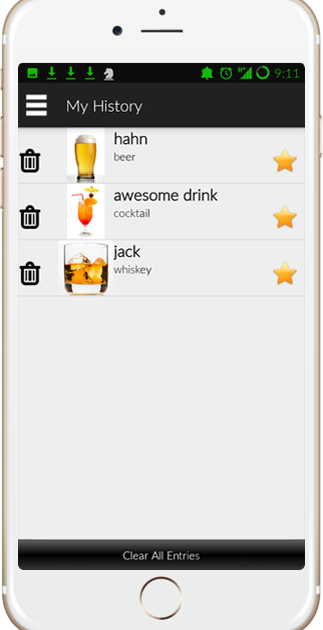 9:11
My History
hahn
beer
awesome drink
cocktail
jack
whiskey
Clear All Entries